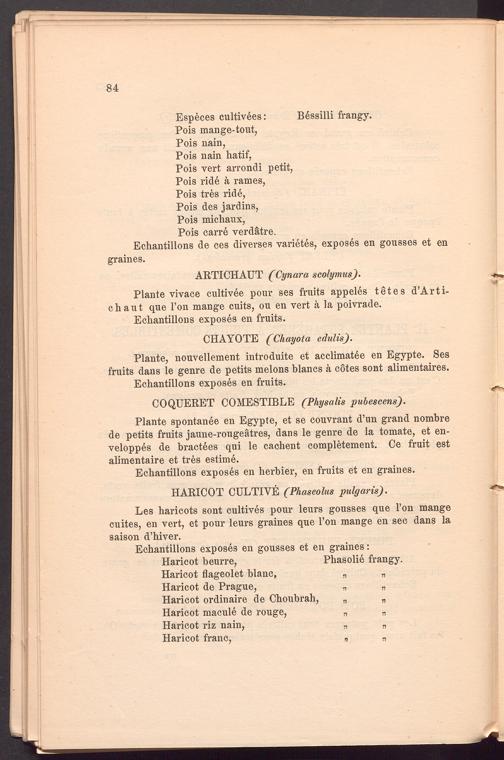 84
Espèces cultivées: Béssilli frangy.
Pois mange-tout,
Pois nain,
Pois nain hatif,
Pois vert arrondi petit,
Pois ridé à rames,
Pois très ridé,
Pois des jardins,
Pois michaux,
Pois carré verdâtre.
Echantillons de ces diverses variétés, exposés en gousses et en
graines.
ARTICHAUT (Cynara scolymus).
Plante vivace cultivée pour ses fruits appelés têtes d'Arti-
chaut que l'on mange cuits, ou en vert à la poivrade.
Echantillons exposés en fruits.
CHAYOTE (Chayota edulis).
Plante, nouvellement introduite et acclimatée en Egypte. Ses
fruits dans le genre de petits melons blancs à côtes sont alimentaires.
Echantillons exposés en fruits.
COQUERET COMESTIBLE (Physalis pubescens).
Plante spontanée en Egypte, et se couvrant d'un grand nombre
de petits fruits jaune-rougeâtres, dans le genre de la tomate, et en-
veloppés de bractées qui le cachent complètement. Ce fruit est
alimentaire et très estimé.
Echantillons exposés en herbier, en fruits et en graines.
HARICOT CULTIVÉ (Phaseolus pulgaris).
Les haricots sont cultivés pour leurs gousses que l'on mange
cuites, en vert, et pour leurs graines que l'on mange en sec dans la
saison d'hiver.
Echantillons exposés en gousses et en graines:
Haricot beurre, Phasolié frangy.
Haricot flageolet blanc, „ „
Haricot de Prague, „ „
Haricot ordinaire de Choubrah, „ „
Haricot maculé de rouge, „ „
Haricot riz nain, „ „
Haricot franc, „ „